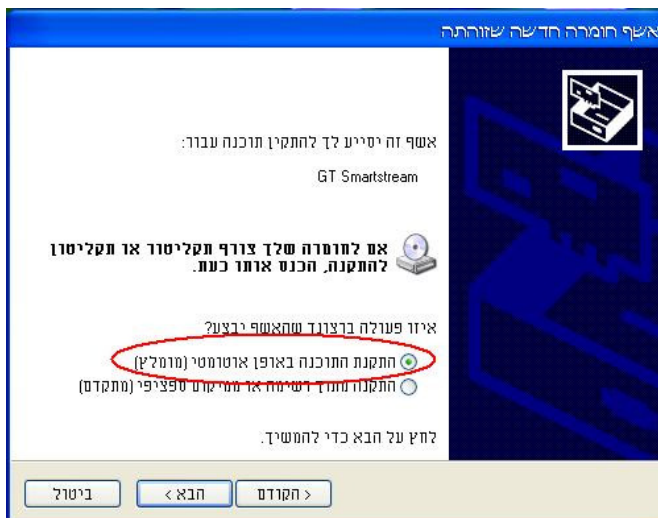 אשף חומרה חדשה שזוהתה
אשף זה יסייע לך להתקין תוכנה עבור:
GT Smartstream
אם לחומרה שלך צורף תקליטור או תקליטון
להתקנה, הכנס אותו כעת.
איזו פעולה ברצונך שהאשף יבצע?
התקנת התוכנה באופן אוטומטי (מומלץ)
התקנה מתוך רשימה או ממיקום ספציפי (מתקדם)
לחץ על הבא כדי להמשיך.
< הקודם
הבא >
ביטול